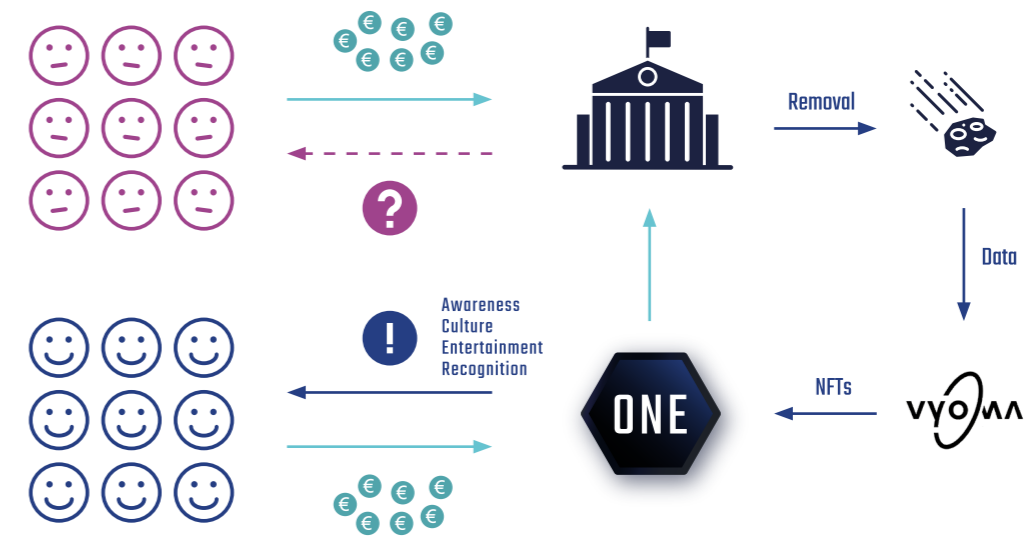 € € € €
€ € €
Removal
?
Data
!
Awareness
Culture
Entertainment
Recognition
NFTs
ONE
VYOMA
€ € € €
€ € €